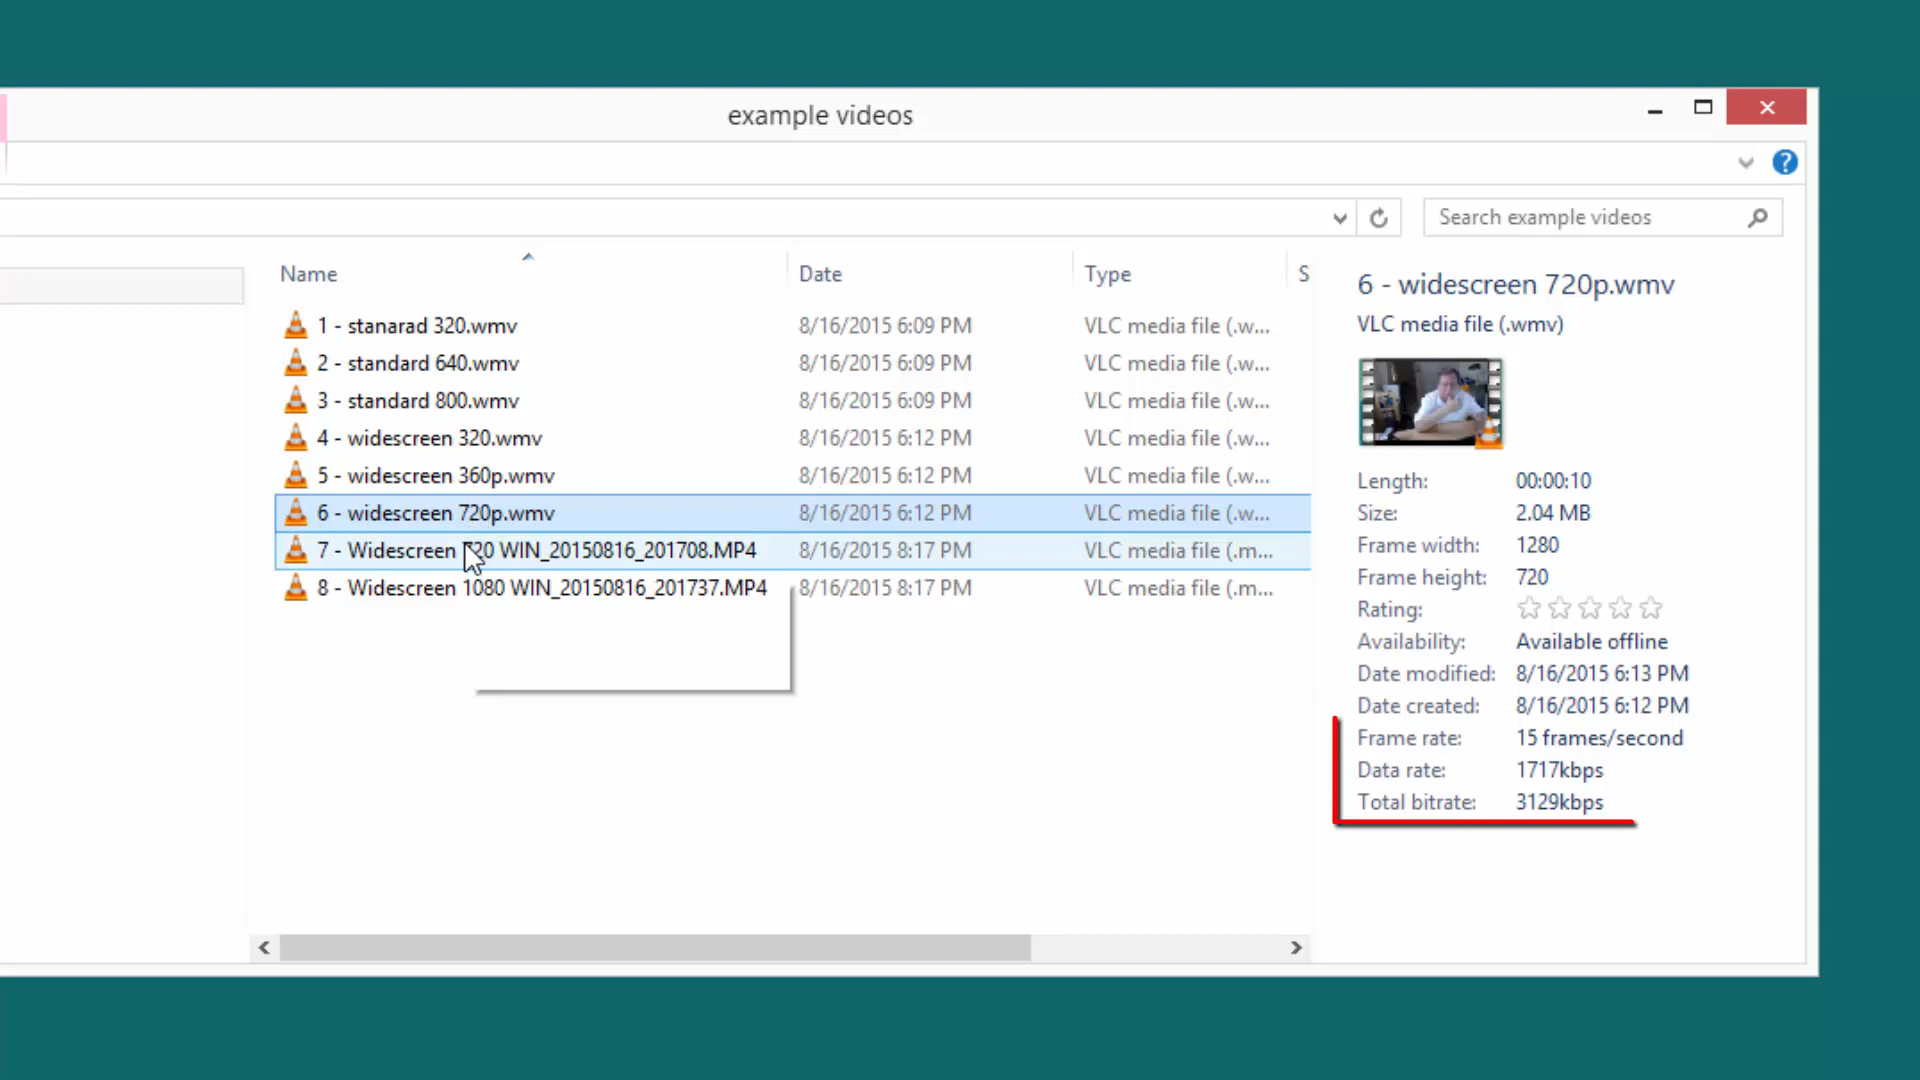 example videos
?
Search example videos
Name Date Type S
1 - stanarad 320.wmv 8/16/2015 6:09 PM VLC media file (.w...
2 - standard 640.wmv 8/16/2015 6:09 PM VLC media file (.w...
3 - standard 800.wmv 8/16/2015 6:09 PM VLC media file (.w...
4 - widescreen 320.wmv 8/16/2015 6:12 PM VLC media file (.w...
5 - widescreen 360p.wmv 8/16/2015 6:12 PM VLC media file (.w...
6 - widescreen 720p.wmv 8/16/2015 6:12 PM VLC media file (.w...
7 - Widescreen 720 WIN_20150816_201708.MP4 8/16/2015 8:17 PM VLC media file (.m...
8 - Widescreen 1080 WIN_20150816_201737.MP4 8/16/2015 8:17 PM VLC media file (.m...
6 - widescreen 720p.wmv
VLC media file (.wmv)
Length: 00:00:10
Size: 2.04 MB
Frame width: 1280
Frame height: 720
Rating:
Availability: Available offline
Date modified: 8/16/2015 6:13 PM
Date created: 8/16/2015 6:12 PM
Frame rate: 15 frames/second
Data rate: 1717kbps
Total bitrate: 3129kbps